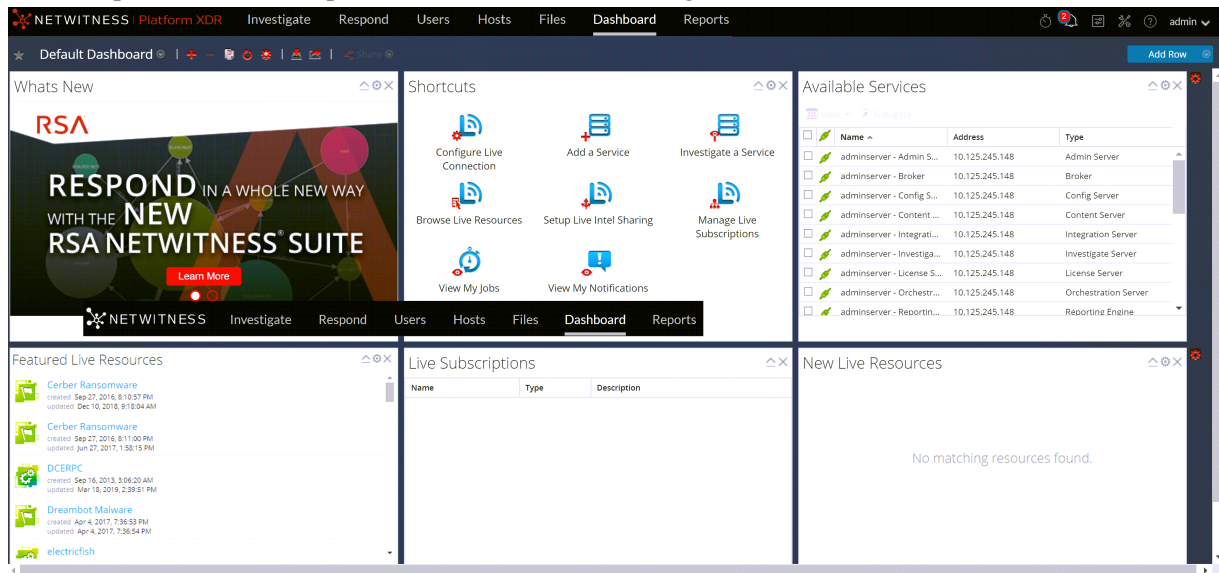 NETWITNESS Platform XDR Investigate Respond Users Hosts Files Dashboard Reports 2 admin
Default Dashboard Share Add Row
Whats New
RSA
RESPOND IN A WHOLE NEW WAY
WITH THE NEW
RSA NETWITNESS® SUITE
Learn More
Shortcuts
Configure Live
Connection
Add a Service
Investigate a Service
Browse Live Resources
Setup Live Intel Sharing
Manage Live
Subscriptions
View My Jobs
View My Notifications
Available Services
View Navigate
Name Address Type
adminserver - Admin S... 10.125.245.148 Admin Server
adminserver - Broker 10.125.245.148 Broker
adminserver - Config S... 10.125.245.148 Config Server
adminserver - Content ... 10.125.245.148 Content Server
adminserver - Integrati... 10.125.245.148 Integration Server
adminserver - Investiga... 10.125.245.148 Investigate Server
adminserver - License S... 10.125.245.148 License Server
adminserver - Orchestr... 10.125.245.148 Orchestration Server
adminserver - Reportin... 10.125.245.148 Reporting Engine
NETWITNESS Investigate Respond Users Hosts Files Dashboard Reports
Featured Live Resources
Cerber Ransomware
created Sep 27, 2016, 8:10:57 PM
updated Dec 10, 2018, 9:18:04 AM
Cerber Ransomware
created Sep 27, 2016, 8:11:00 PM
updated Jun 27, 2017, 1:58:15 PM
DCERPC
created Sep 16, 2013, 3:06:20 AM
updated Mar 18, 2019, 2:39:51 PM
Dreambot Malware
created Apr 4, 2017, 7:36:53 PM
updated Apr 4, 2017, 7:36:54 PM
electricfish
Live Subscriptions
Name Type Description
New Live Resources
No matching resources found.